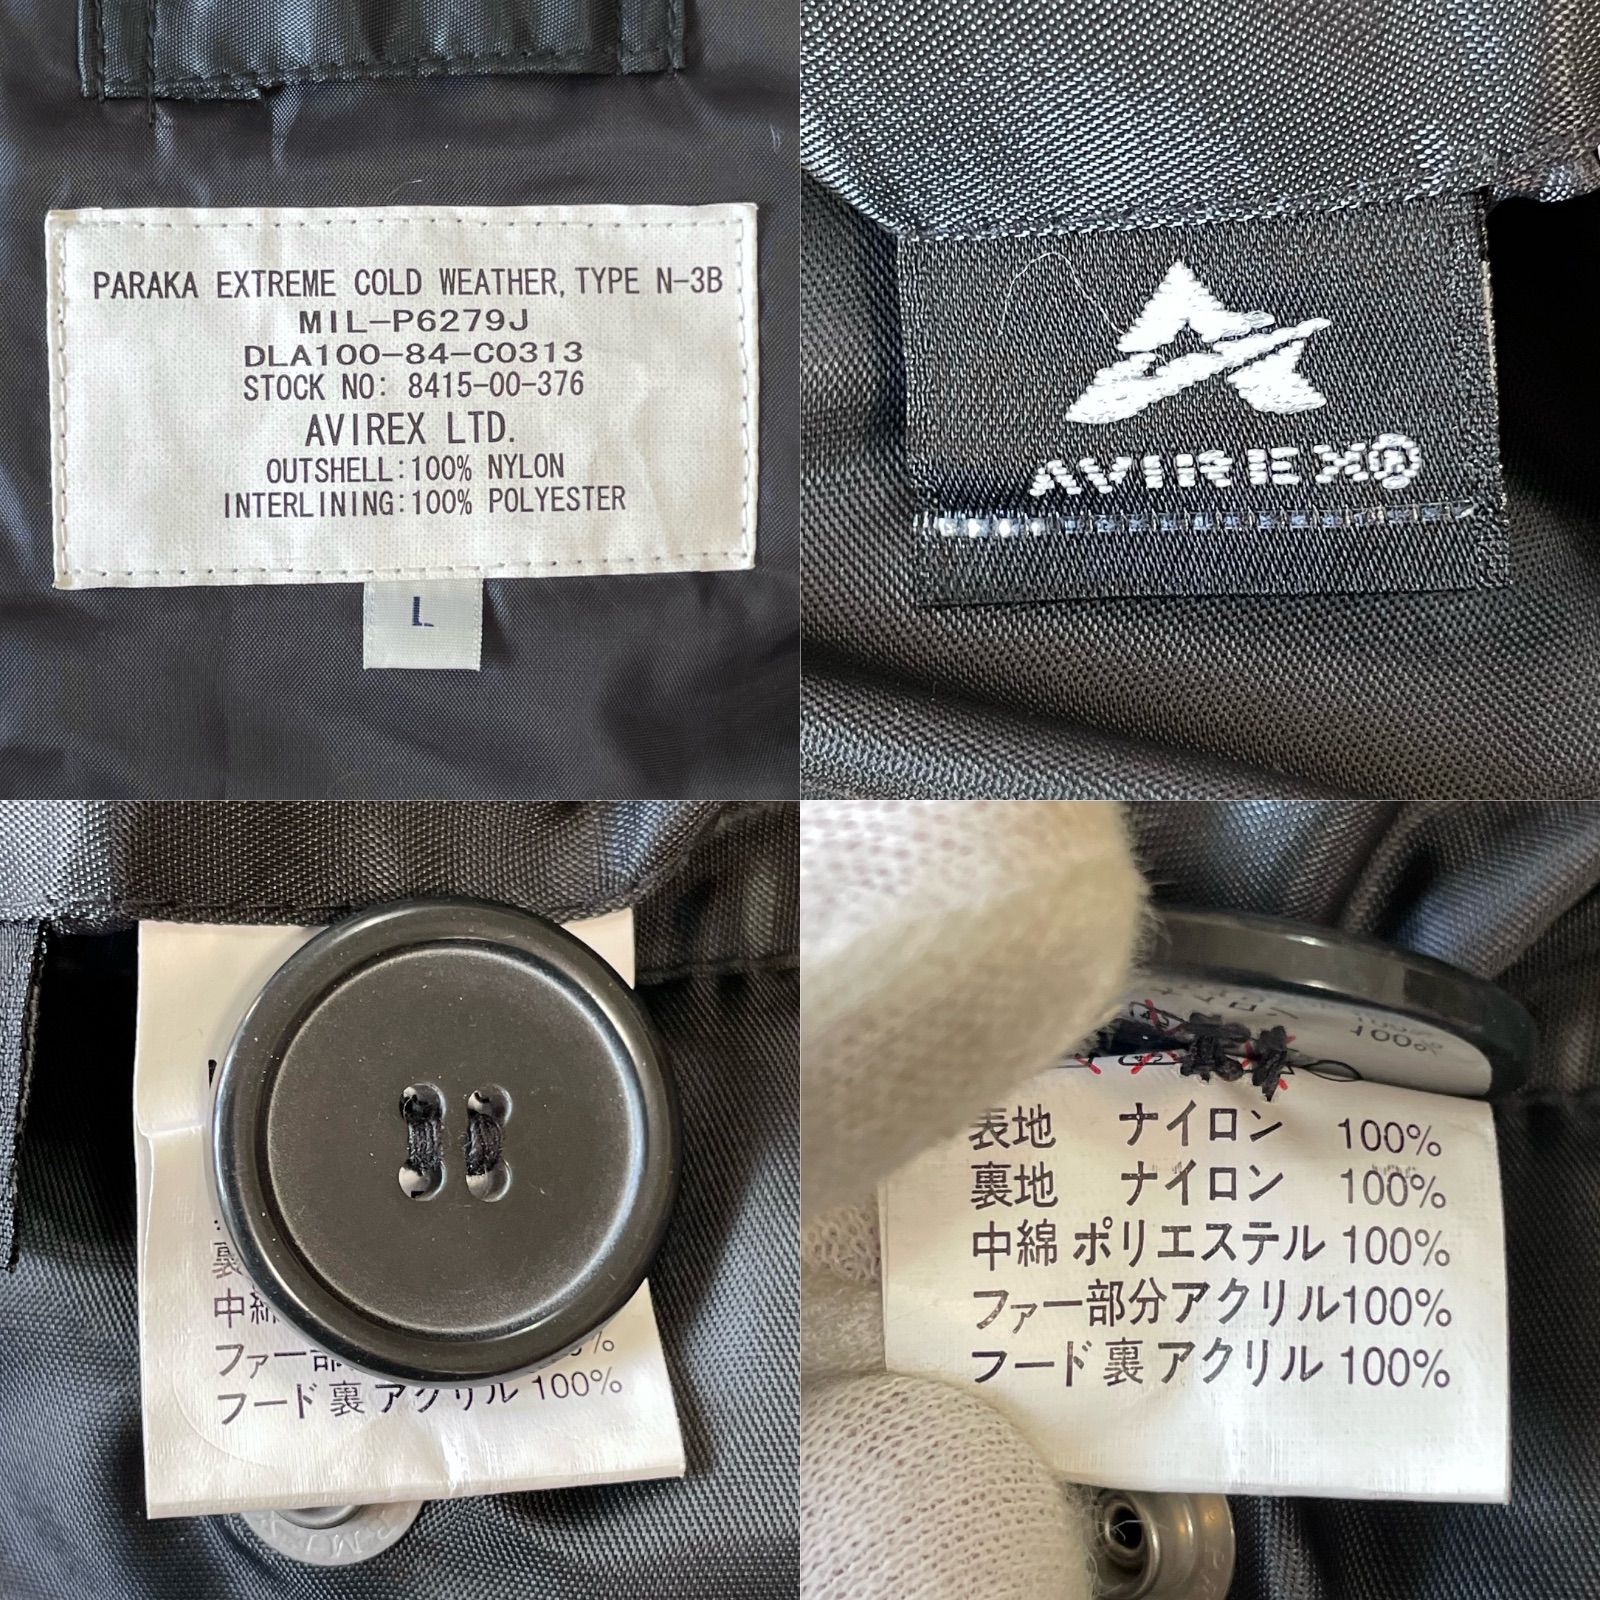 PARAKA EXTREME COLD WEATHER, TYPE N-3B
MIL-P6279J
DLA100-84-C0313
STOCK NO: 8415-00-376
AVIREX LTD.
OUTSHELL:100% NYLON
INTERLINING:100% POLYESTER
L
AVIREX®
裏
中綿
ファー部
フード裏 アクリル 100%
100%
表地 ナイロン 100%
裏地 ナイロン 100%
中綿 ポリエステル 100%
ファー部分アクリル100%
フード裏 アクリル 100%